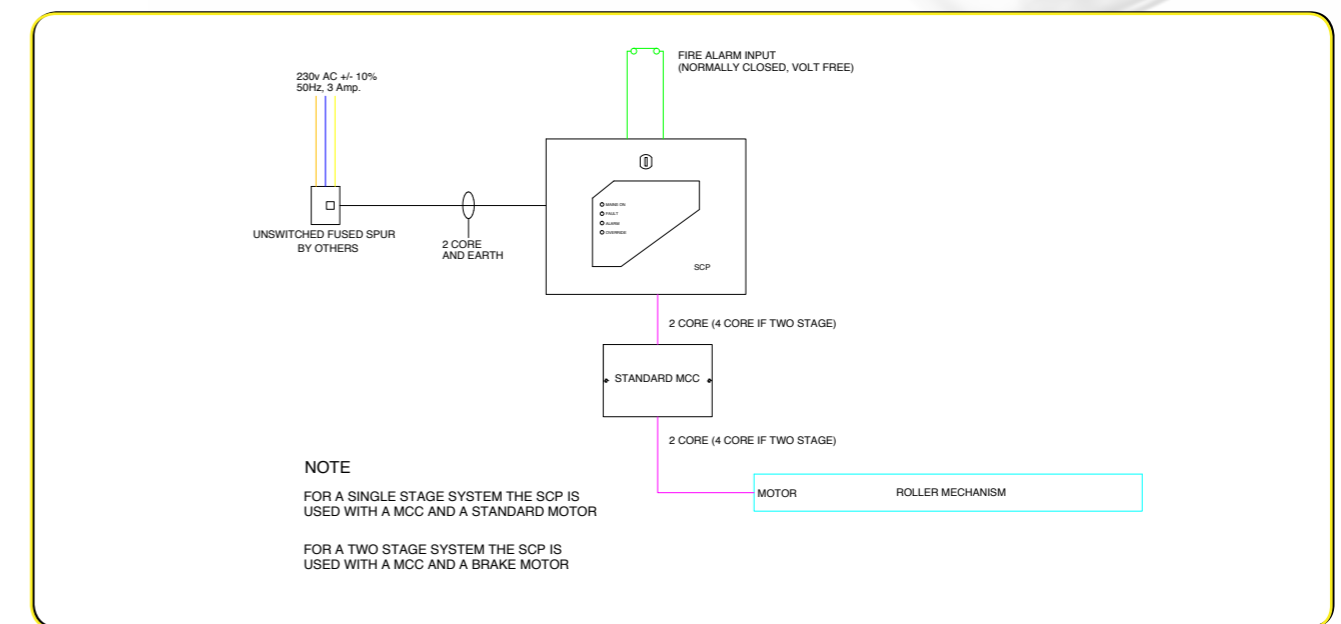 FIRE ALARM INPUT
(NORMALLY CLOSED, VOLT FREE)
230v AC +/- 10%
50Hz, 3 Amp.
MAINS ON
FAULT
ALARM
OVERRIDE
UNSWITCHED FUSED SPUR
BY OTHERS
2 CORE
AND EARTH
SCP
2 CORE (4 CORE IF TWO STAGE)
STANDARD MCC
2 CORE (4 CORE IF TWO STAGE)
MOTOR
ROLLER MECHANISM
NOTE
FOR A SINGLE STAGE SYSTEM THE SCP IS
USED WITH A MCC AND A STANDARD MOTOR
FOR A TWO STAGE SYSTEM THE SCP IS
USED WITH A MCC AND A BRAKE MOTOR